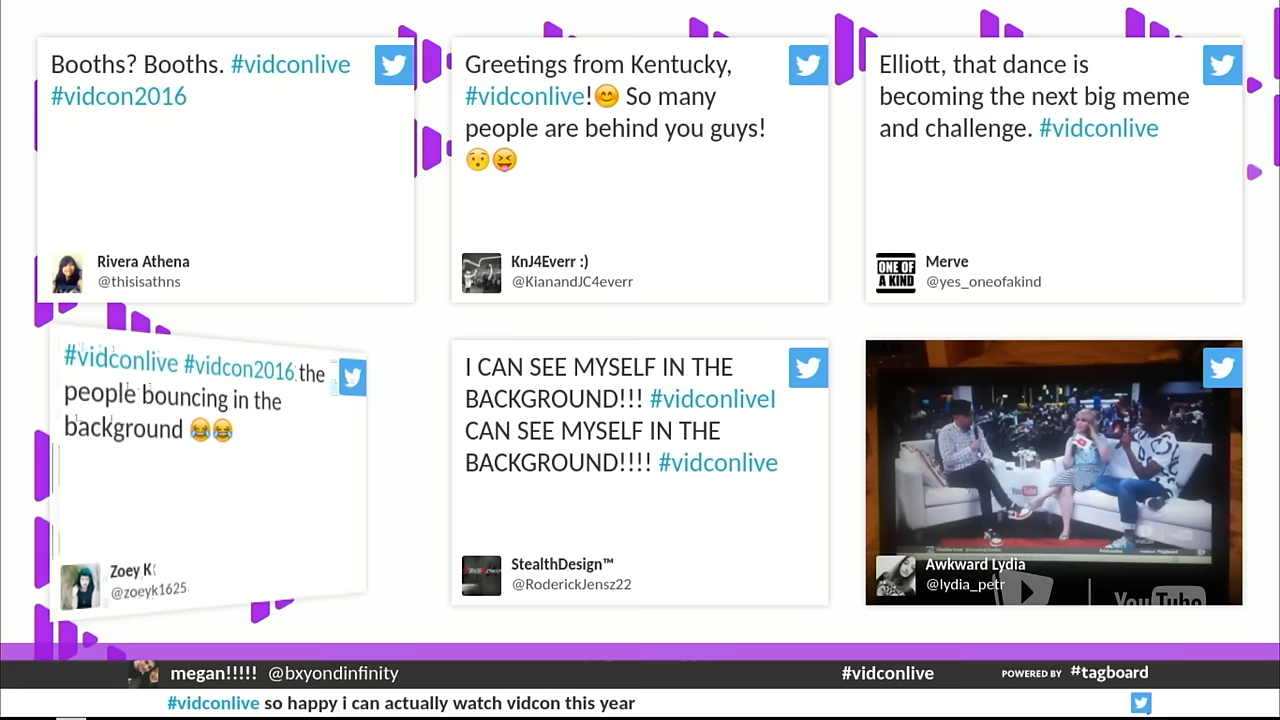 Booths? Booths. #vidconlive
#vidcon2016
Rivera Athena
@thisisathns
Greetings from Kentucky,
#vidconlive!😊 So many
people are behind you guys!
😯😝
KnJ4Everr :)
@KianandJC4everr
Elliott, that dance is
becoming the next big meme
and challenge. #vidconlive
ONE OF
A KIND
Merve
@yes_oneofakind
#vidconlive #vidcon2016 the
people bouncing in the
background 😂😂
Zoey K
@zoeyk1625
I CAN SEE MYSELF IN THE
BACKGROUND!!! #vidconliveI
CAN SEE MYSELF IN THE
BACKGROUND!!!! #vidconlive
StealthDesign™
@RoderickJensz22
YouTube
Awkward Lydia
@lydia_petr
YouTube
megan!!!!! @bxyondinfinity
#vidconlive
POWERED BY #tagboard
#vidconlive so happy i can actually watch vidcon this year